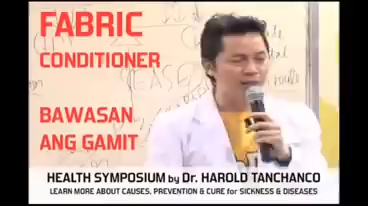 FABRIC
CONDITIONER
BAWASAN
ANG GAMIT
HEALTH SYMPOSIUM by Dr. HAROLD TANCHANCO
LEARN MORE ABOUT CAUSES, PREVENTION & CURE for SICKNESS & DISEASES